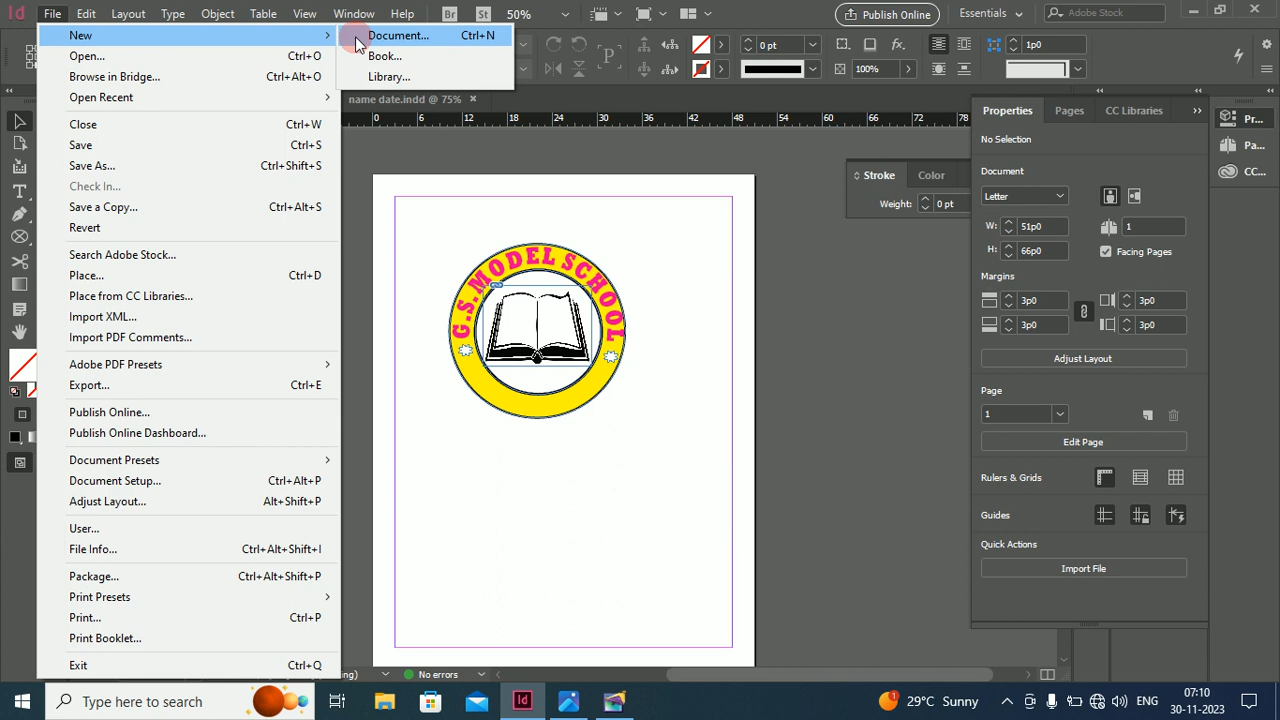 Id File Edit Layout Type Object Table View Window Help Br St 50% Publish Online Essentials Adobe Stock
New
Document... Ctrl+N
Open... Ctrl+O
Book...
Browse in Bridge... Ctrl+Alt+O
Library...
Open Recent
Close Ctrl+W
Save Ctrl+S
Save As... Ctrl+Shift+S
Check In...
Save a Copy... Ctrl+Alt+S
Revert
Search Adobe Stock...
Place... Ctrl+D
Place from CC Libraries...
Import XML...
Import PDF Comments...
Adobe PDF Presets
Export... Ctrl+E
Publish Online...
Publish Online Dashboard...
Document Presets
Document Setup... Ctrl+Alt+P
Adjust Layout... Alt+Shift+P
User...
File Info... Ctrl+Alt+Shift+I
Package... Ctrl+Alt+Shift+P
Print Presets
Print... Ctrl+P
Print Booklet...
Exit Ctrl+Q
0 pt 1p0
100%
name date.indd @ 75%
0 6 12 18 24 30 36 42 48 54 60 66 72 78
G.S.MODEL SCHOOL
Stroke Color
Weight: 0 pt
Properties Pages CC Libraries
No Selection
Document
Letter
W: 51p0 1
H: 66p0 Facing Pages
Margins
3p0 3p0
3p0 3p0
Adjust Layout
Page
1
Edit Page
Rulers & Grids
Guides
Quick Actions
Import File
Pr...
Pa...
CC...
No errors
Type here to search
Id
1 29°C Sunny ENG 07:10
30-11-2023